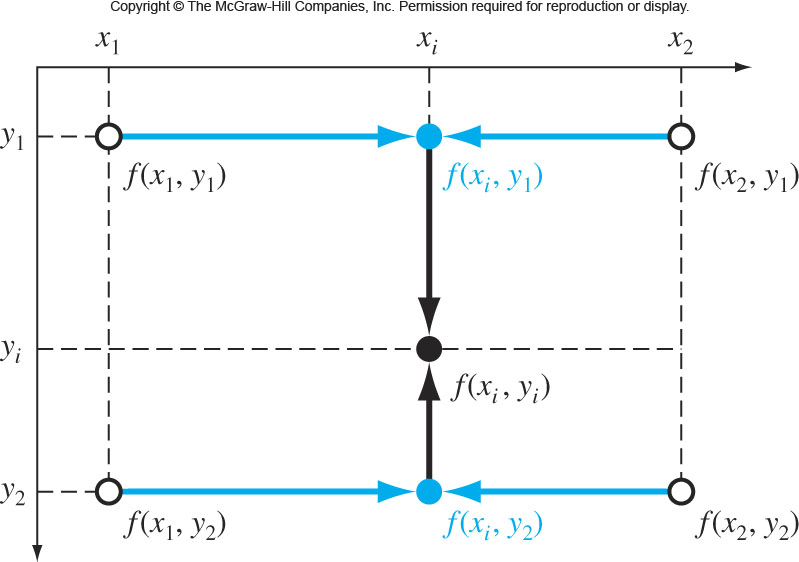 Copyright © The McGraw-Hill Companies, Inc. Permission required for reproduction or display.
x₁ xᵢ x₂
y₁
f(x₁, y₁) f(xᵢ, y₁) f(x₂, y₁)
yᵢ
f(xᵢ, yᵢ)
y₂
f(x₁, y₂) f(xᵢ, y₂) f(x₂, y₂)